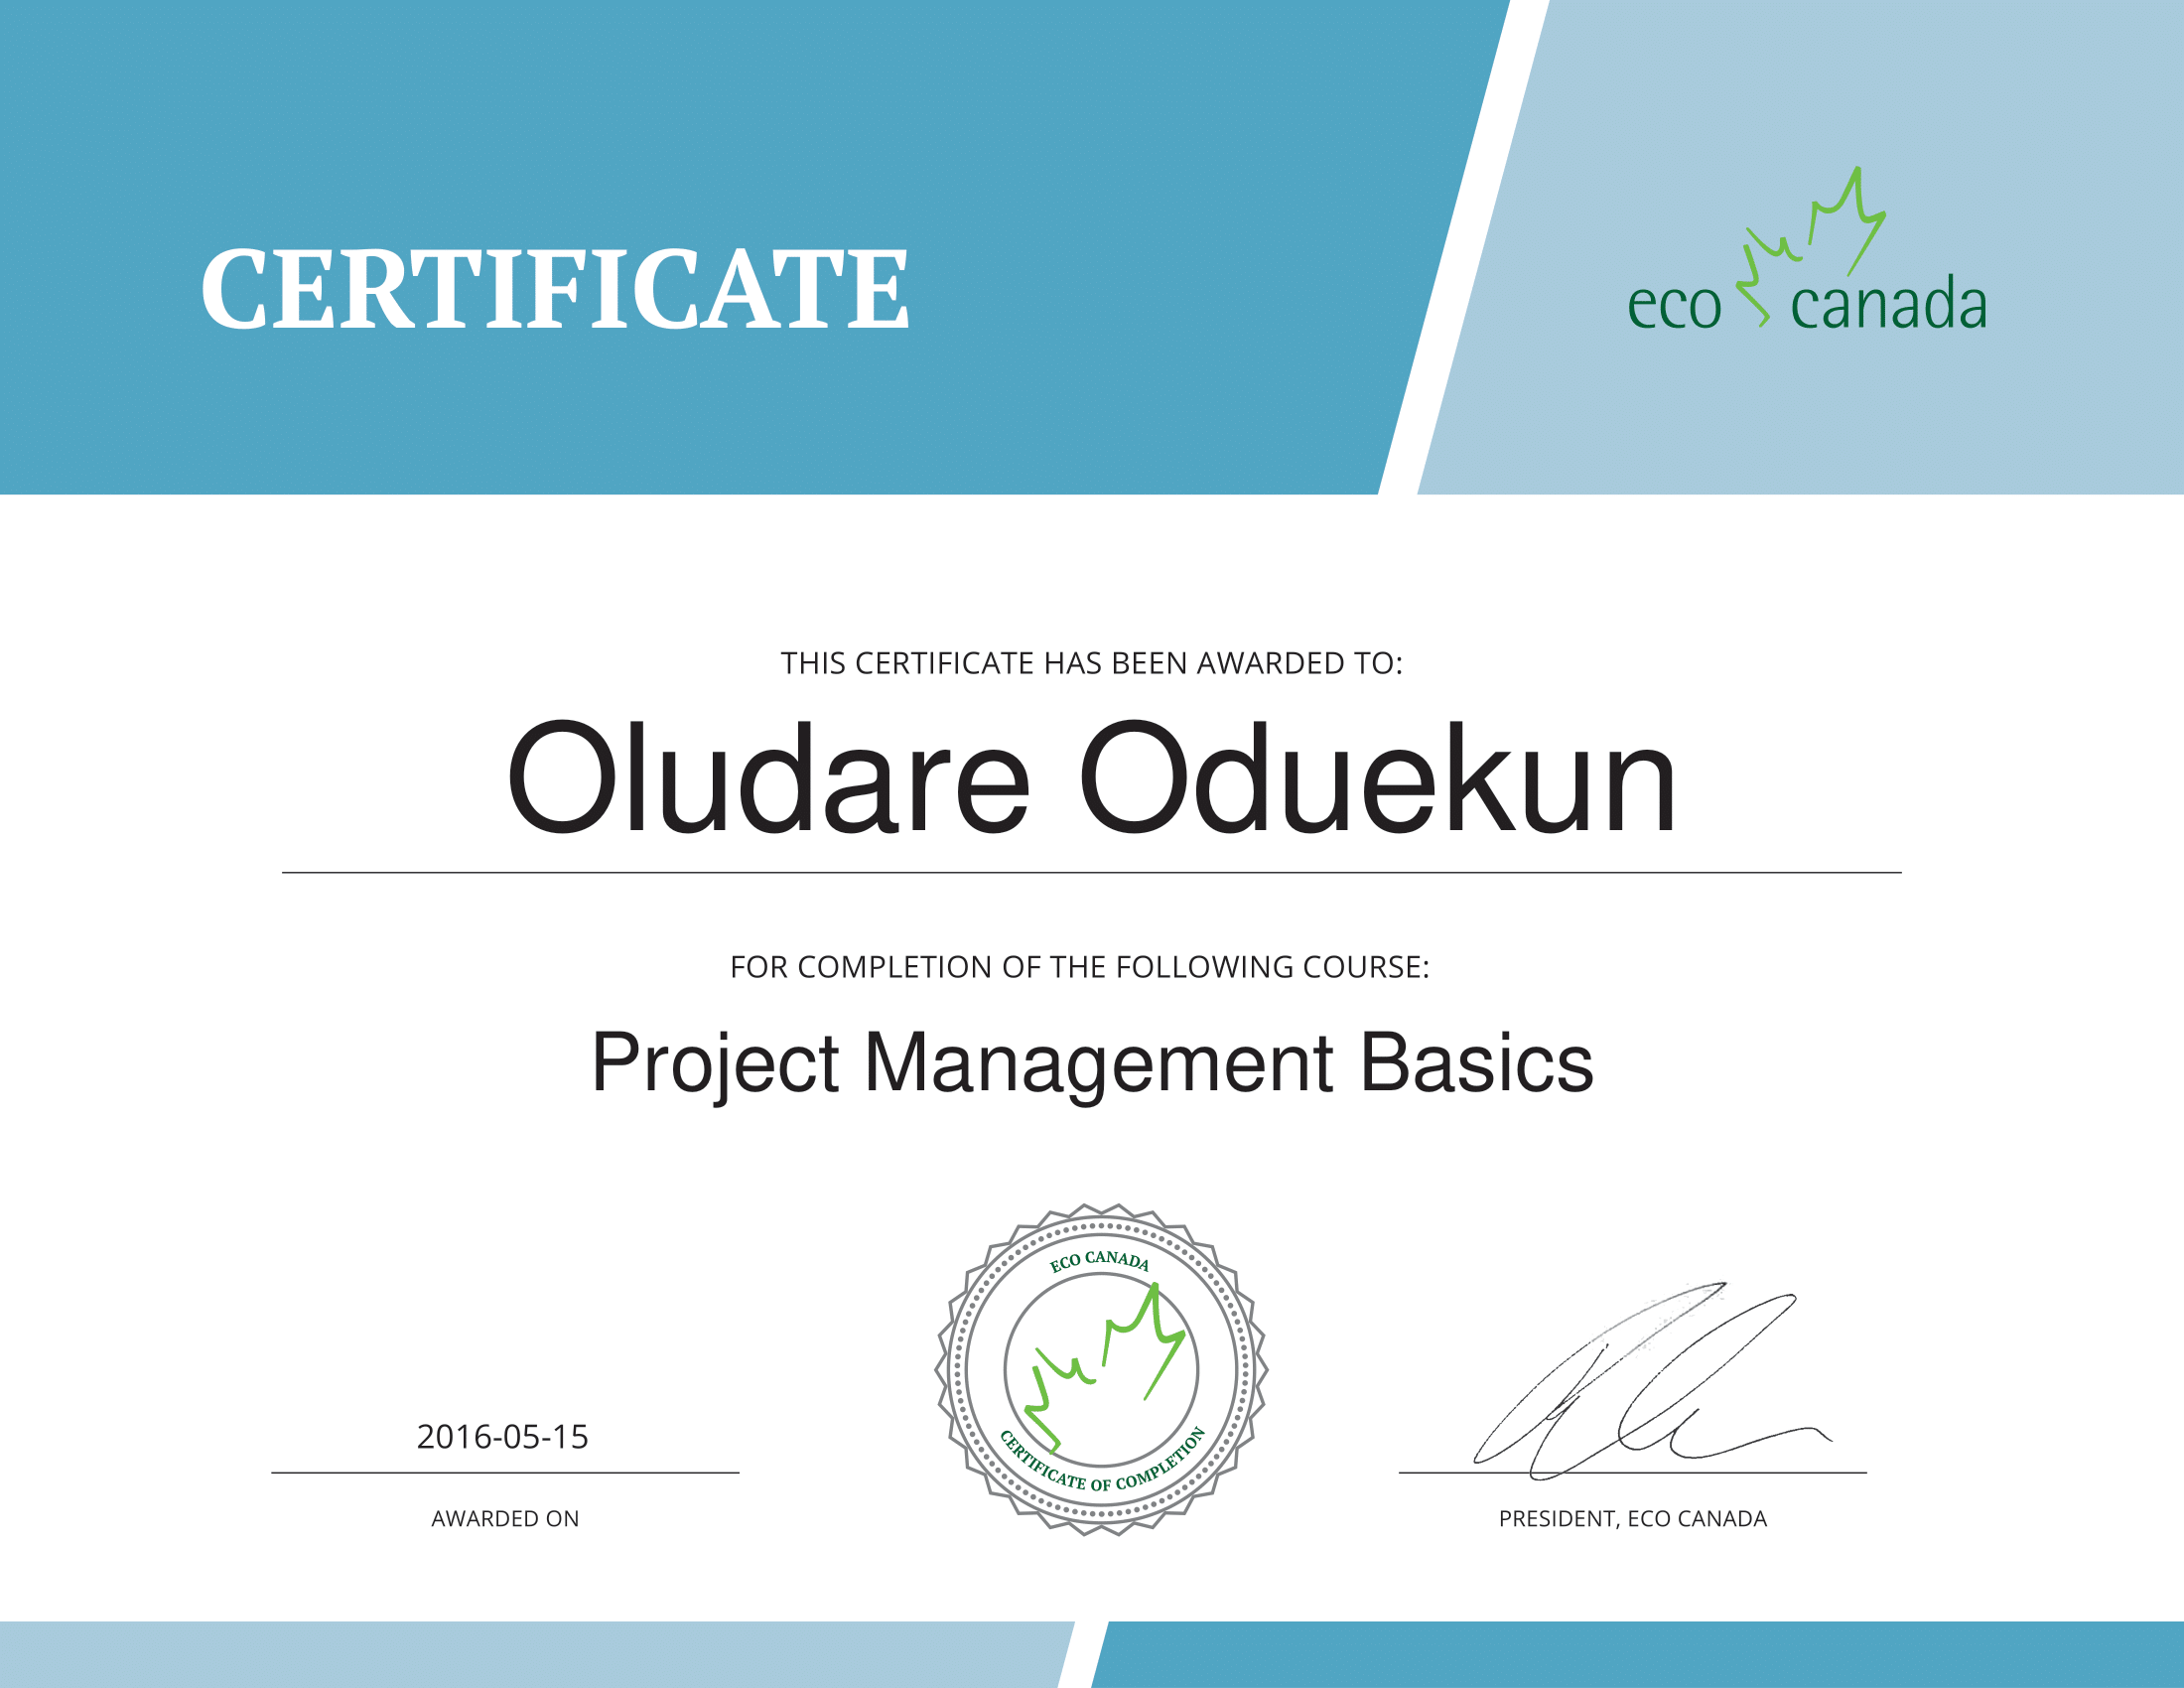 CERTIFICATE
eco canada
THIS CERTIFICATE HAS BEEN AWARDED TO:
Oludare Oduekun
FOR COMPLETION OF THE FOLLOWING COURSE:
Project Management Basics
ECO CANADA
CERTIFICATE OF COMPLETION
2016-05-15
AWARDED ON
PRESIDENT, ECO CANADA